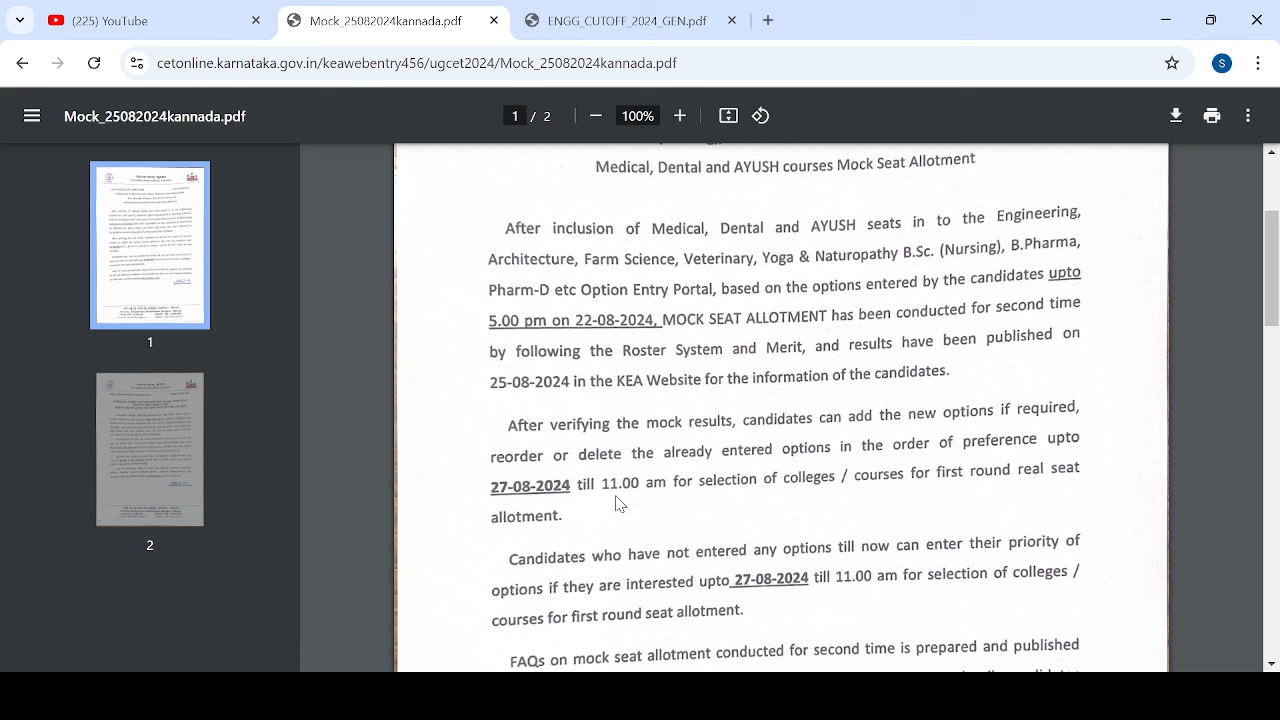 (25) YouTube
Mock_25082024kannada.pdf
ENGG_CUTOFF_2024_GEN.pdf
cetonline.karnataka.gov.in/keawebentry456/ugcet2024/Mock_25082024kannada.pdf
S
Mock_25082024kannada.pdf
1 / 2
100%
Medical, Dental and AYUSH courses Mock Seat Allotment
After inclusion of Medical, Dental and AYUSH seats in to the Engineering,
Architecture, Farm Science, Veterinary, Yoga & Naturopathy B.Sc. (Nursing), B.Pharma,
Pharm-D etc Option Entry Portal, based on the options entered by the candidates upto
5.00 pm on 22-08-2024, MOCK SEAT ALLOTMENT has been conducted for second time
by following the Roster System and Merit, and results have been published on
25-08-2024 in the KEA Website for the information of the candidates.
After verifying the mock results, candidates can add the new options if required,
reorder or delete the already entered options in the order of preference upto
27-08-2024 till 11.00 am for selection of colleges / courses for first round real seat
allotment.
Candidates who have not entered any options till now can enter their priority of
options if they are interested upto 27-08-2024 till 11.00 am for selection of colleges /
courses for first round seat allotment.
FAQs on mock seat allotment conducted for second time is prepared and published
1
2